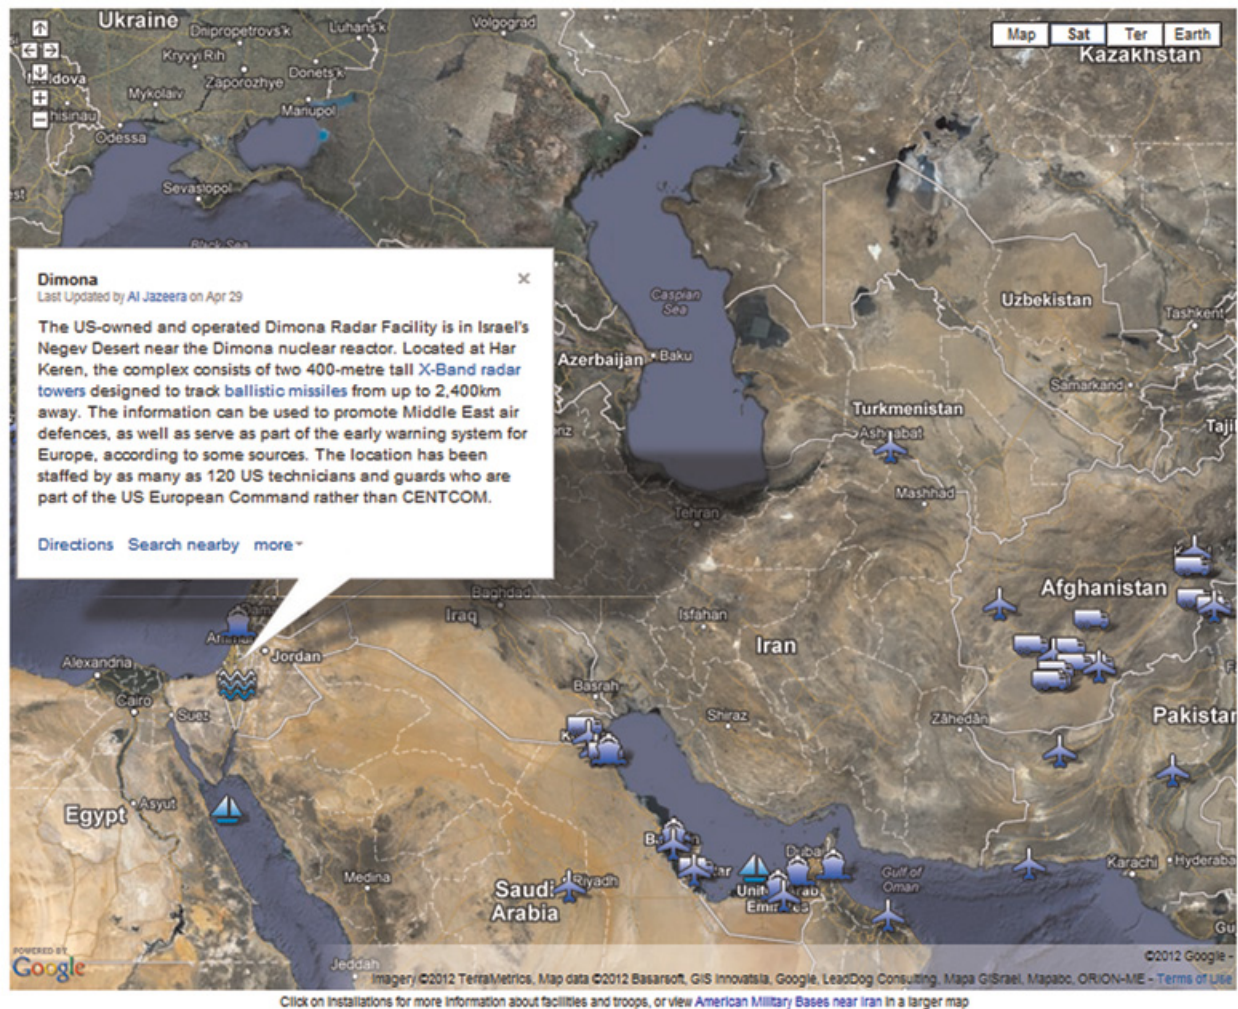 Ukraine
Dnipropetrovs'k
Luhans'k
Volgograd
Map
Sat
Ter
Earth
Kazakhstan
Kryvyi Rih
Donets'k
Zaporozhye
Mykolaiv
Mariupol
Odessa
Sevastopol
Black Sea
Dimona
Last Updated by Al Jazeera on Apr 29
The US-owned and operated Dimona Radar Facility is in Israel's
Negev Desert near the Dimona nuclear reactor. Located at Har
Keren, the complex consists of two 400-metre tall X-Band radar
towers designed to track ballistic missiles from up to 2,400km
away. The information can be used to promote Middle East air
defences, as well as serve as part of the early warning system for
Europe, according to some sources. The location has been
staffed by as many as 120 US technicians and guards who are
part of the US European Command rather than CENTCOM.
Directions Search nearby more
Caspian
Sea
Uzbekistan
Tashkent
Azerbaijan
Baku
Samarkand
Turkmenistan
Mashhad
Tehran
Afghanistan
Baghdad
Iraq
Isfahan
Iran
Jordan
Alexandria
Cairo
Suez
Basrah
Shiraz
Zāhedān
Pakistan
Egypt
Asyut
Medina
Saudi
Arabia
Riyadh
Gulf of
Oman
Karachi
Jeddah
POWERED BY
Google
©2012 Google -
Imagery ©2012 TerraMetrics, Map data ©2012 Basarsoft, GIS Innovatsia, Google, LeadDog Consulting, Mapa GISrael, Mapabc, ORION-ME - Terms of Use
Click on installations for more information about facilities and troops, or view American Military Bases near Iran in a larger map